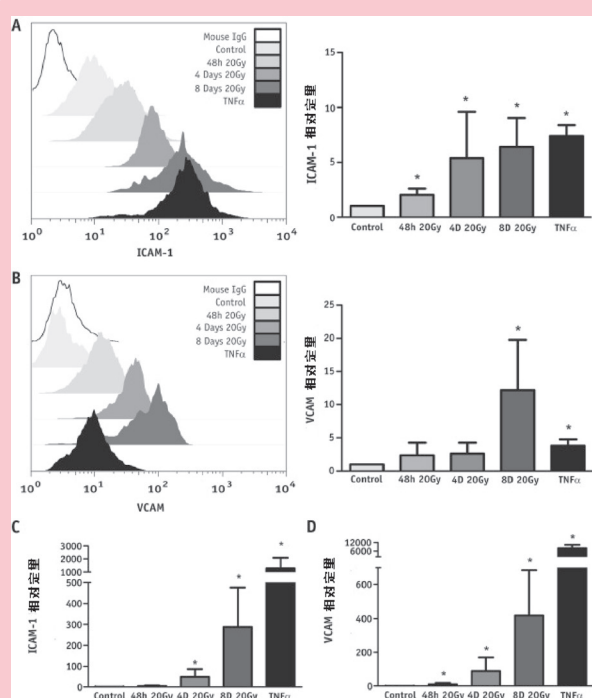 A
Mouse IgG
Control
48h 20Gy
4 Days 20Gy
8 Days 20Gy
TNFα
10⁰ 10¹ 10² 10³ 10⁴
ICAM-1
ICAM-1 相对定里
15
10
5
0
* * * *
Control 48h 20Gy 4D 20Gy 8D 20Gy TNFα
B
Mouse IgG
Control
48h 20Gy
4 Days 20Gy
8 Days 20Gy
TNFα
10⁰ 10¹ 10² 10³ 10⁴
VCAM
VCAM 相对定里
25
20
15
10
5
0
* *
Control 48h 20Gy 4D 20Gy 8D 20Gy TNFα
C
ICAM-1 相对定里
3000
2000
1000
500
400
300
200
100
0
* * *
Control 48h 20Gy 4D 20Gy 8D 20Gy TNFα
D
VCAM 相对定里
12000
6000
600
400
200
0
* * * *
Control 48h 20Gy 4D 20Gy 8D 20Gy TNFα